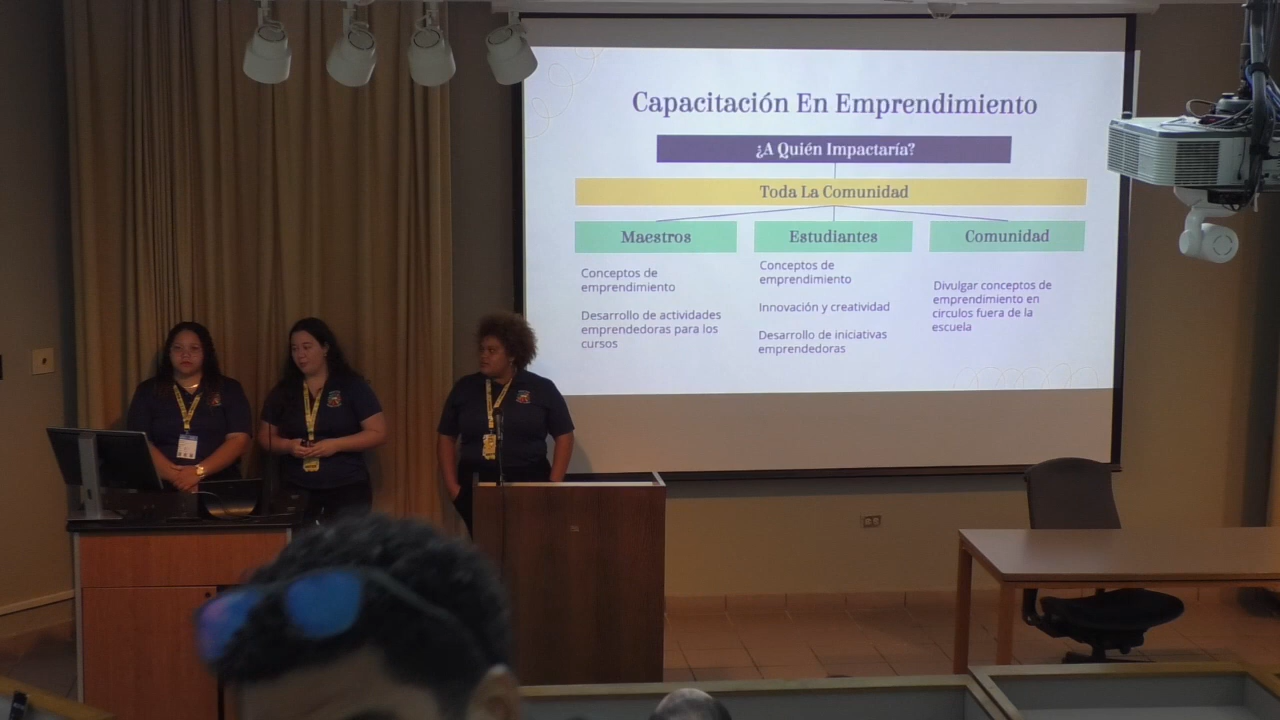 Capacitación En Emprendimiento
¿A Quién Impactaría?
Toda La Comunidad
Maestros
Conceptos de
emprendimiento
Desarrollo de actividades
emprendedoras para los
cursos
Estudiantes
Conceptos de
emprendimiento
Innovación y creatividad
Desarrollo de iniciativas
emprendedoras
Comunidad
Divulgar conceptos de
emprendimiento en
circulos fuera de la
escuela